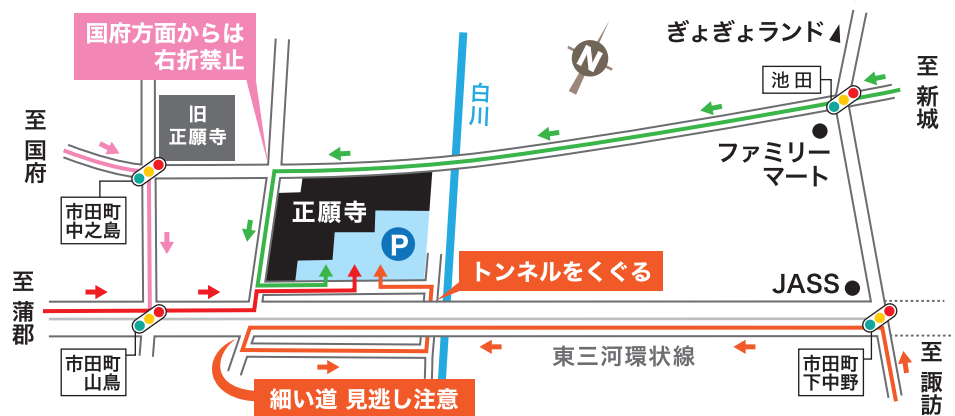 国府方面からは
右折禁止
ぎょぎょランド
N
至
新
城
池田
白
川
旧
正願寺
至
国
府
ファミリー
マート
市田町
中之島
正願寺
P
トンネルをくぐる
JASS
至
蒲
郡
市田町
山鳥
東三河環状線
市田町
下中野
至
諏
訪
細い道 見逃し注意